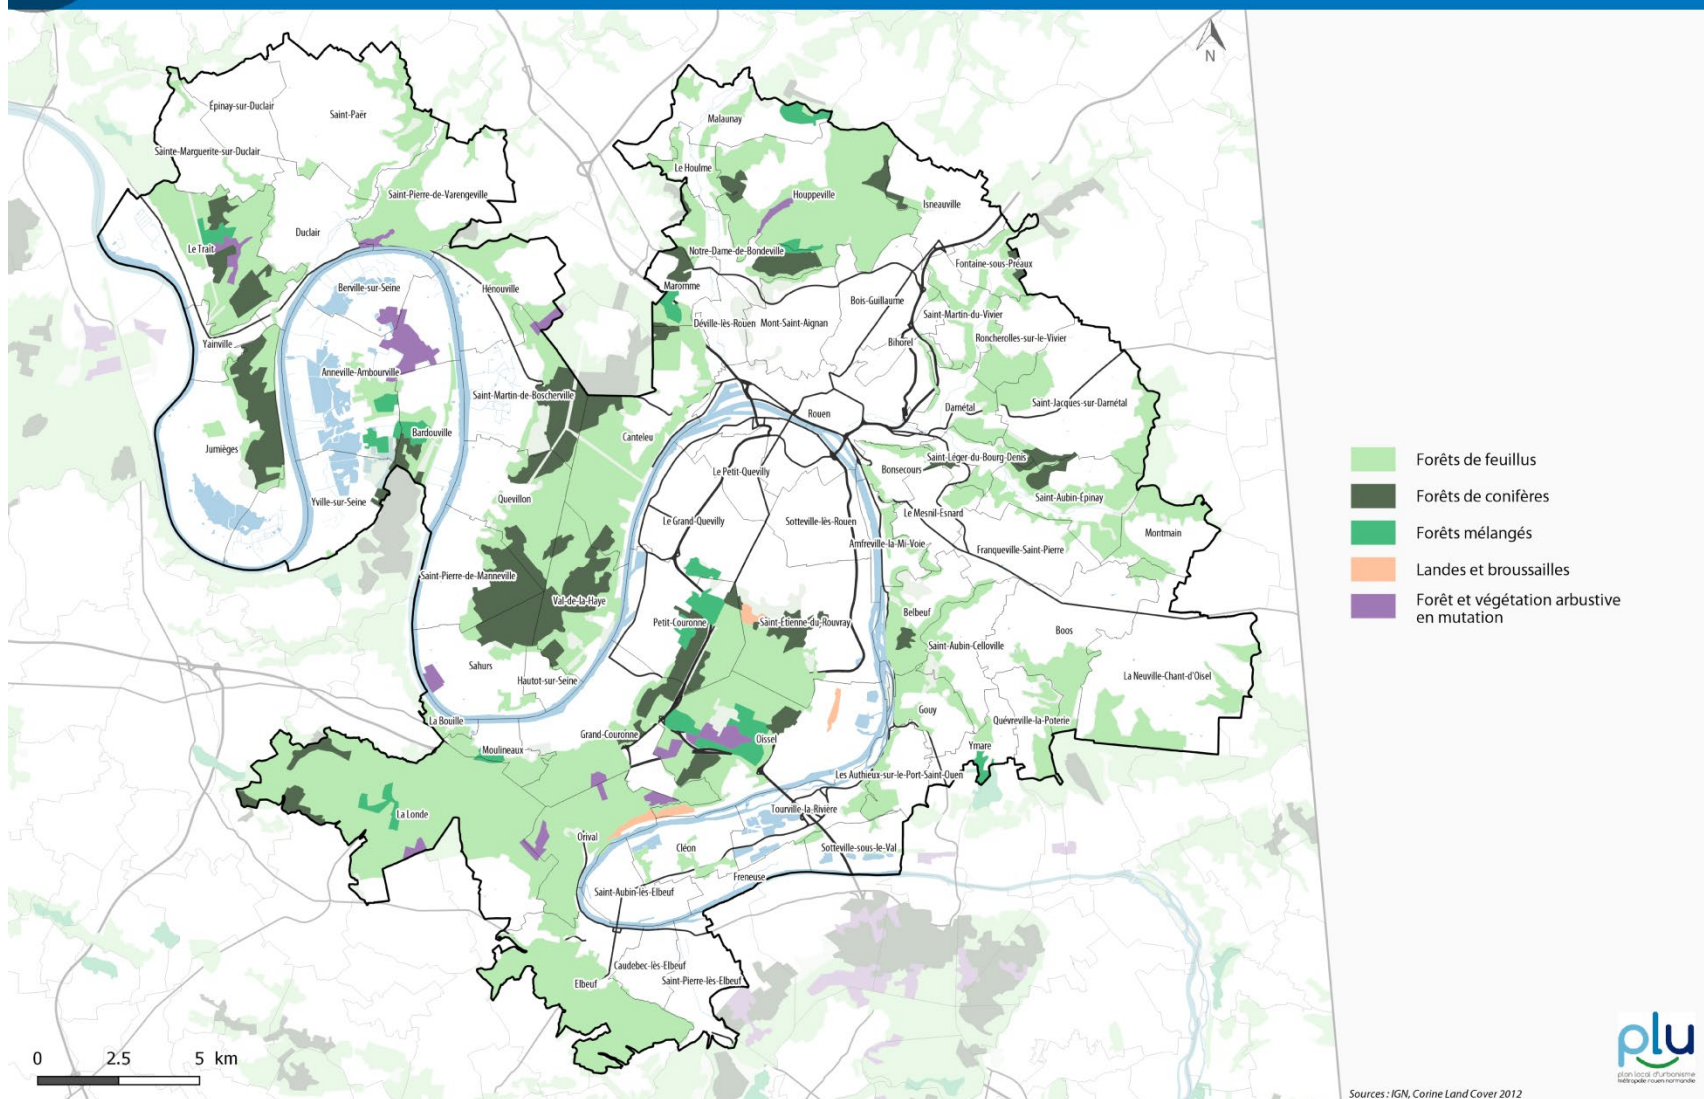 N
Épinay-sur-Duclair
Saint-Paër
Malaunay
Sainte-Marguerite-sur-Duclair
Le Houlme
Saint-Pierre-de-Varengeville
Houppeville
Isneauville
Duclair
Le Trait
Notre-Dame-de-Bondeville
Fontaine-sous-Préaux
Berville-sur-Seine
Hénouville
Maromme
Bois-Guillaume
Saint-Martin-du-Vivier
Déville-lès-Rouen
Mont-Saint-Aignan
Roncherolles-sur-le-Vivier
Yainville
Bihorel
Anneville-Ambourville
Saint-Martin-de-Boscherville
Saint-Jacques-sur-Darnétal
Darnétal
Rouen
Bardouville
Canteleu
Jumièges
Saint-Léger-du-Bourg-Denis
Le Petit-Quevilly
Bonsecours
Quevillon
Saint-Aubin-Épinay
Yville-sur-Seine
Le Mesnil-Esnard
Le Grand-Quevilly
Sotteville-lès-Rouen
Montmain
Amfreville-la-Mi-Voie
Franqueville-Saint-Pierre
Saint-Pierre-de-Manneville
Val-de-la-Haye
Belbeuf
Petit-Couronne
Saint-Étienne-du-Rouvray
Boos
Saint-Aubin-Celloville
Sahurs
La Neuville-Chant-d'Oisel
Hautot-sur-Seine
Gouy
La Bouille
Quévreville-la-Poterie
Grand-Couronne
Oissel
Moulineaux
Ymare
Les Authieux-sur-le-Port-Saint-Ouen
Tourville-la-Rivière
La Londe
Orival
Cléon
Sotteville-sous-le-Val
Freneuse
Saint-Aubin-lès-Elbeuf
Caudebec-lès-Elbeuf
Elbeuf
Saint-Pierre-lès-Elbeuf
Forêts de feuillus
Forêts de conifères
Forêts mélangés
Landes et broussailles
Forêt et végétation arbustive
en mutation
0 2.5 5 km
plu
plan local d'urbanisme
métropole rouen normandie
Sources : IGN, Corine Land Cover 2012